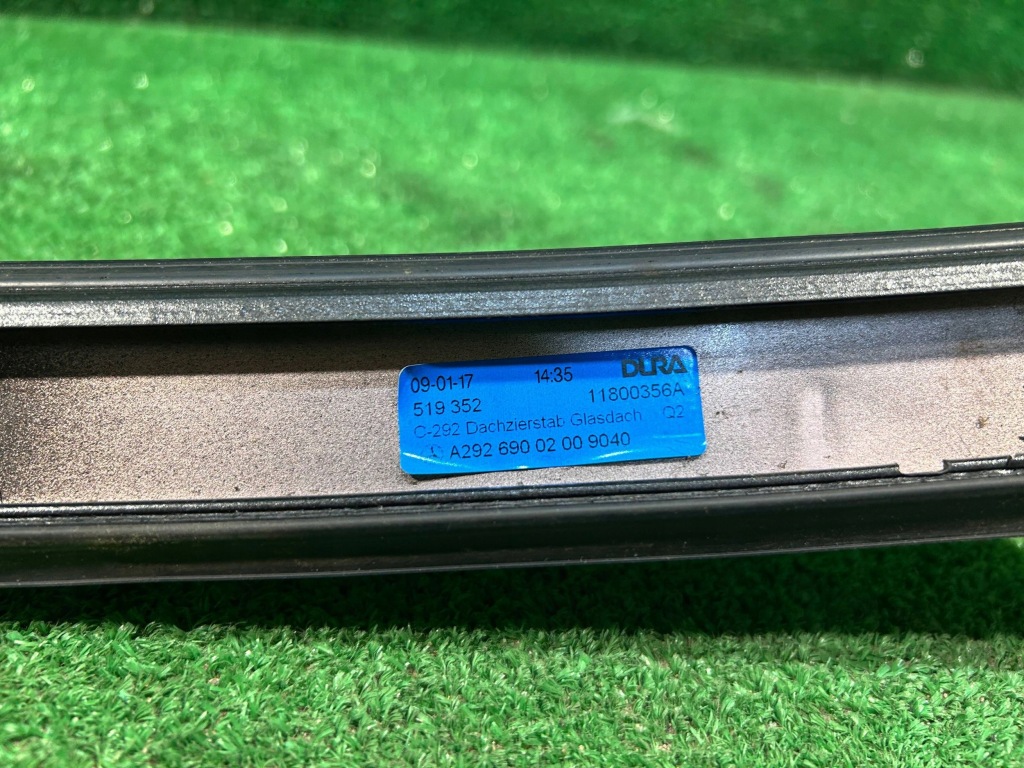 09-01-17 14:35 DURA
519 352 11800356A
C-292 Dachzierstab Glasdach Q2
A292 690 02 00 9040